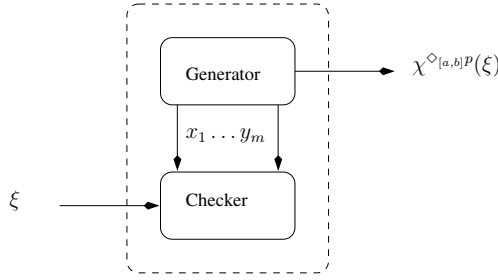 Generator
χ^{◇_{[a,b]}p}(ξ)
x_1 … y_m
ξ
Checker